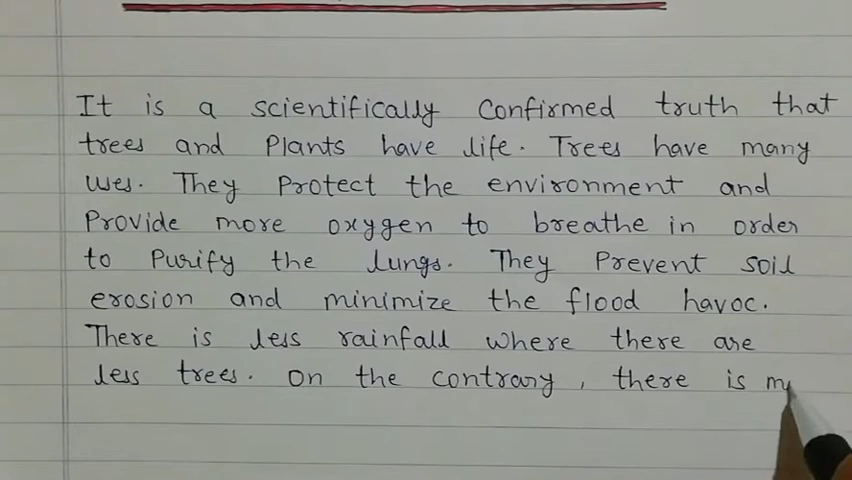 It is a scientifically confirmed truth that
trees and Plants have life. Trees have many
uses. They Protect the environment and
Provide more oxygen to breathe in order
to Purify the lungs. They Prevent soil
erosion and minimize the flood havoc.
There is less rainfall where there are
less trees. On the contrary, there is m